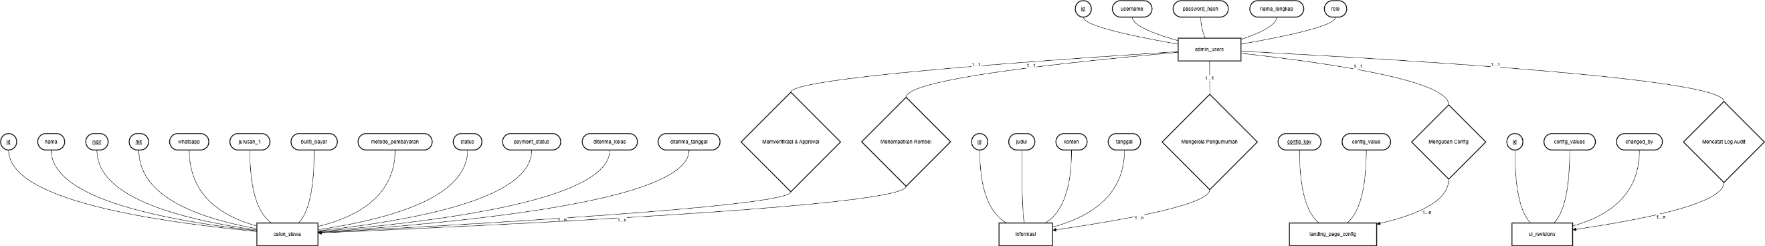 id username password_hash nama_lengkap role
admin_users
1..1 1..1 1..1 1..1 1..1
id nama nisn nik whatsapp jurusan_1 bukti_bayar metode_pembayaran status payment_status diterima_kelas diterima_tanggal Memverifikasi & Approval Menempatkan Rombel id judul konten tanggal Mengelola Pengumuman config_key config_value Mengubah Config id config_values changed_by Mencatat Log Audit
1..n 1..n 1..n 1..n 1..n
calon_siswa informasi landing_page_config ui_revisions